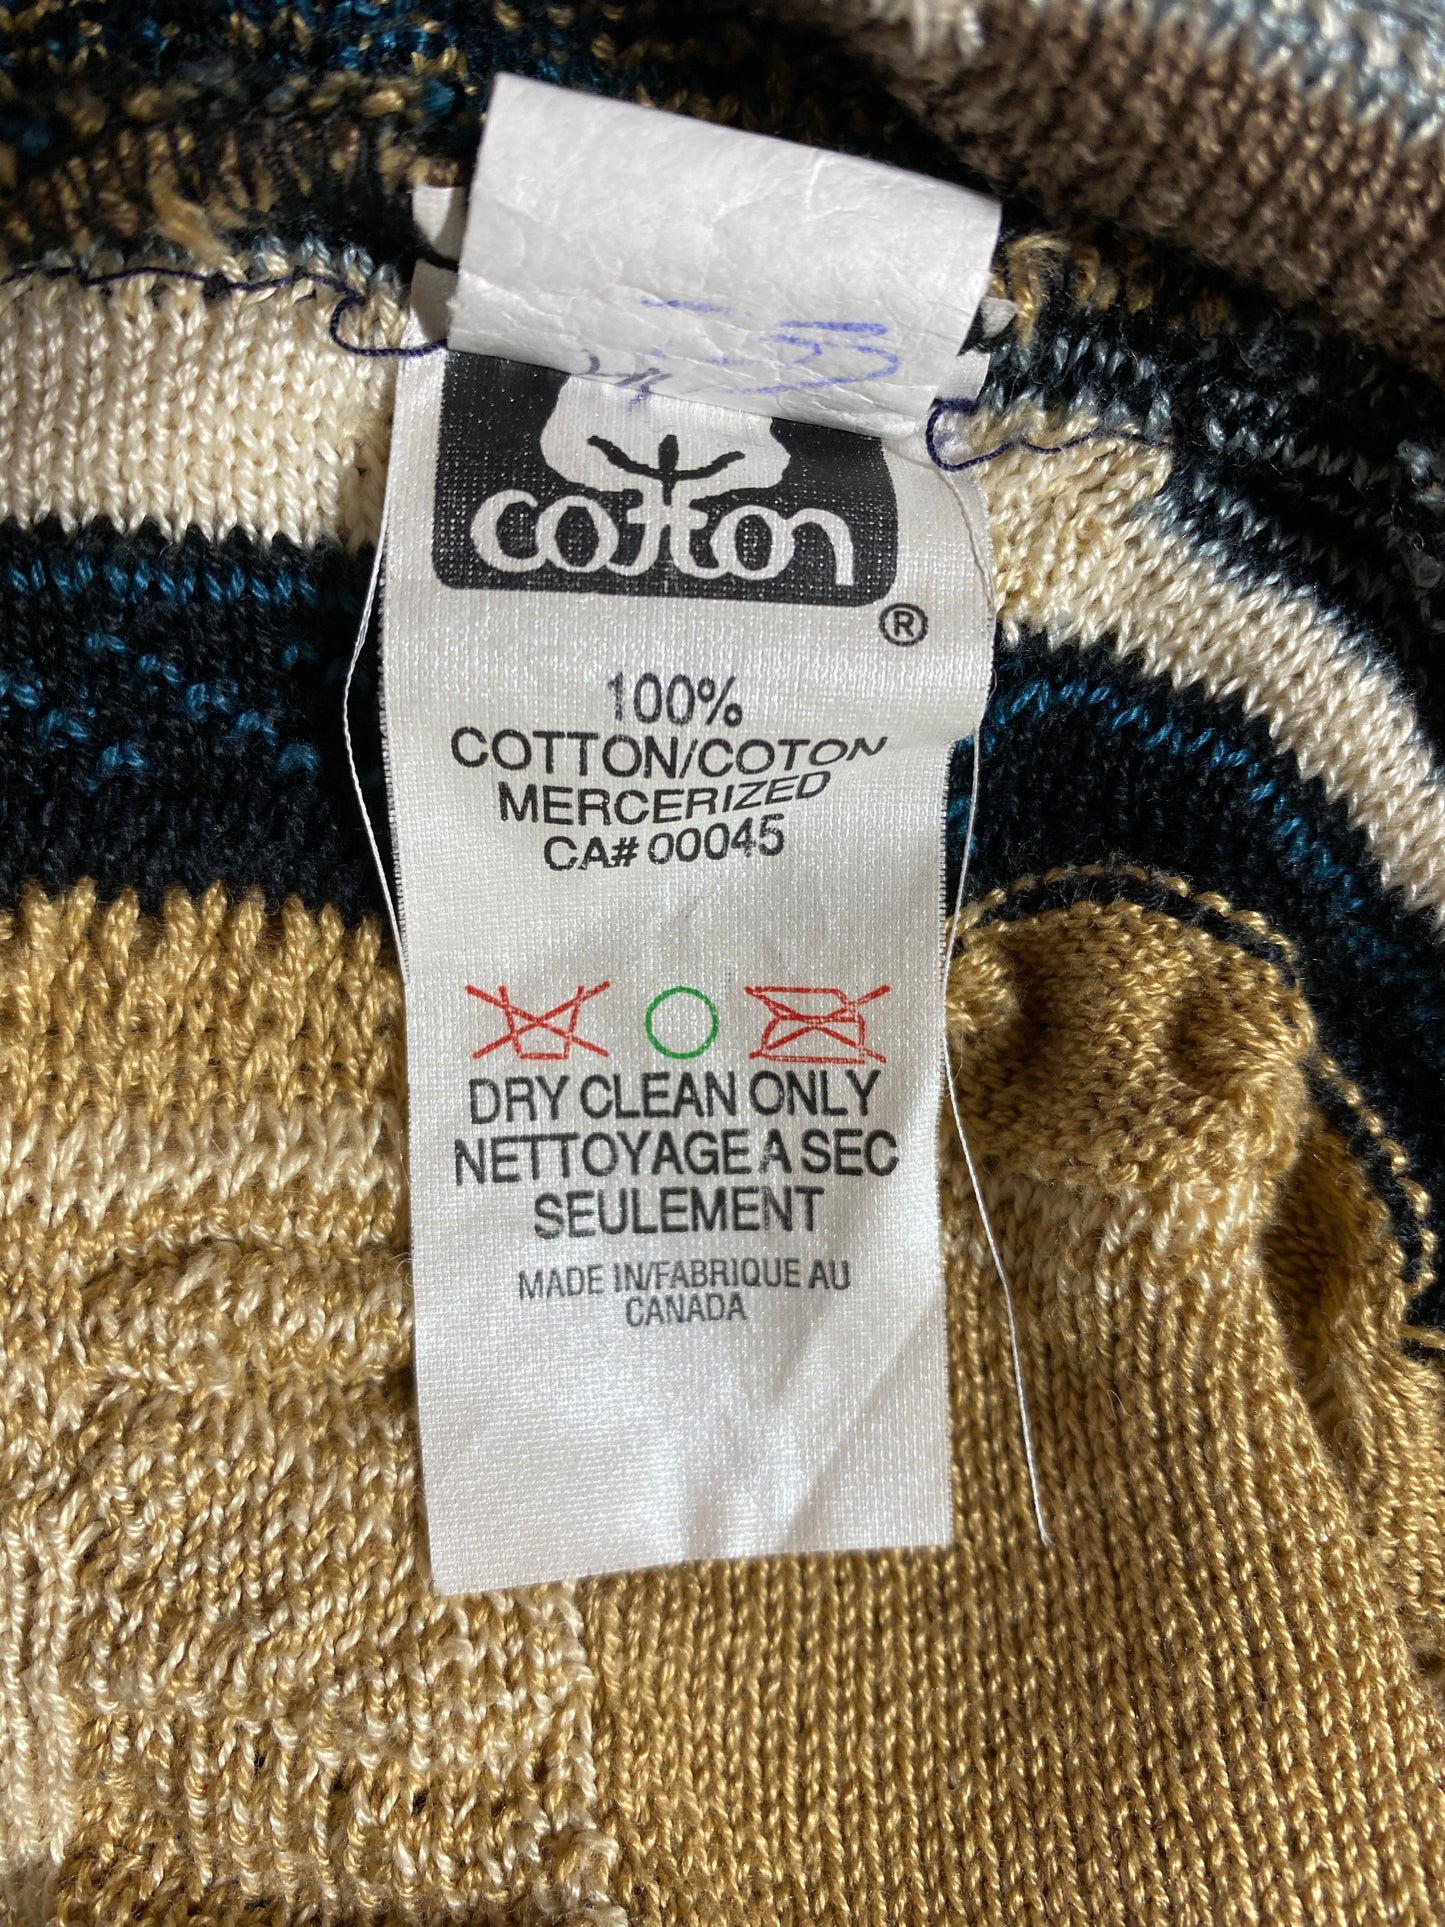 cotton
®
100%
COTTON/COTON
MERCERIZED
CA# 00045
DRY CLEAN ONLY
NETTOYAGE A SEC
SEULEMENT
MADE IN/FABRIQUE AU
CANADA